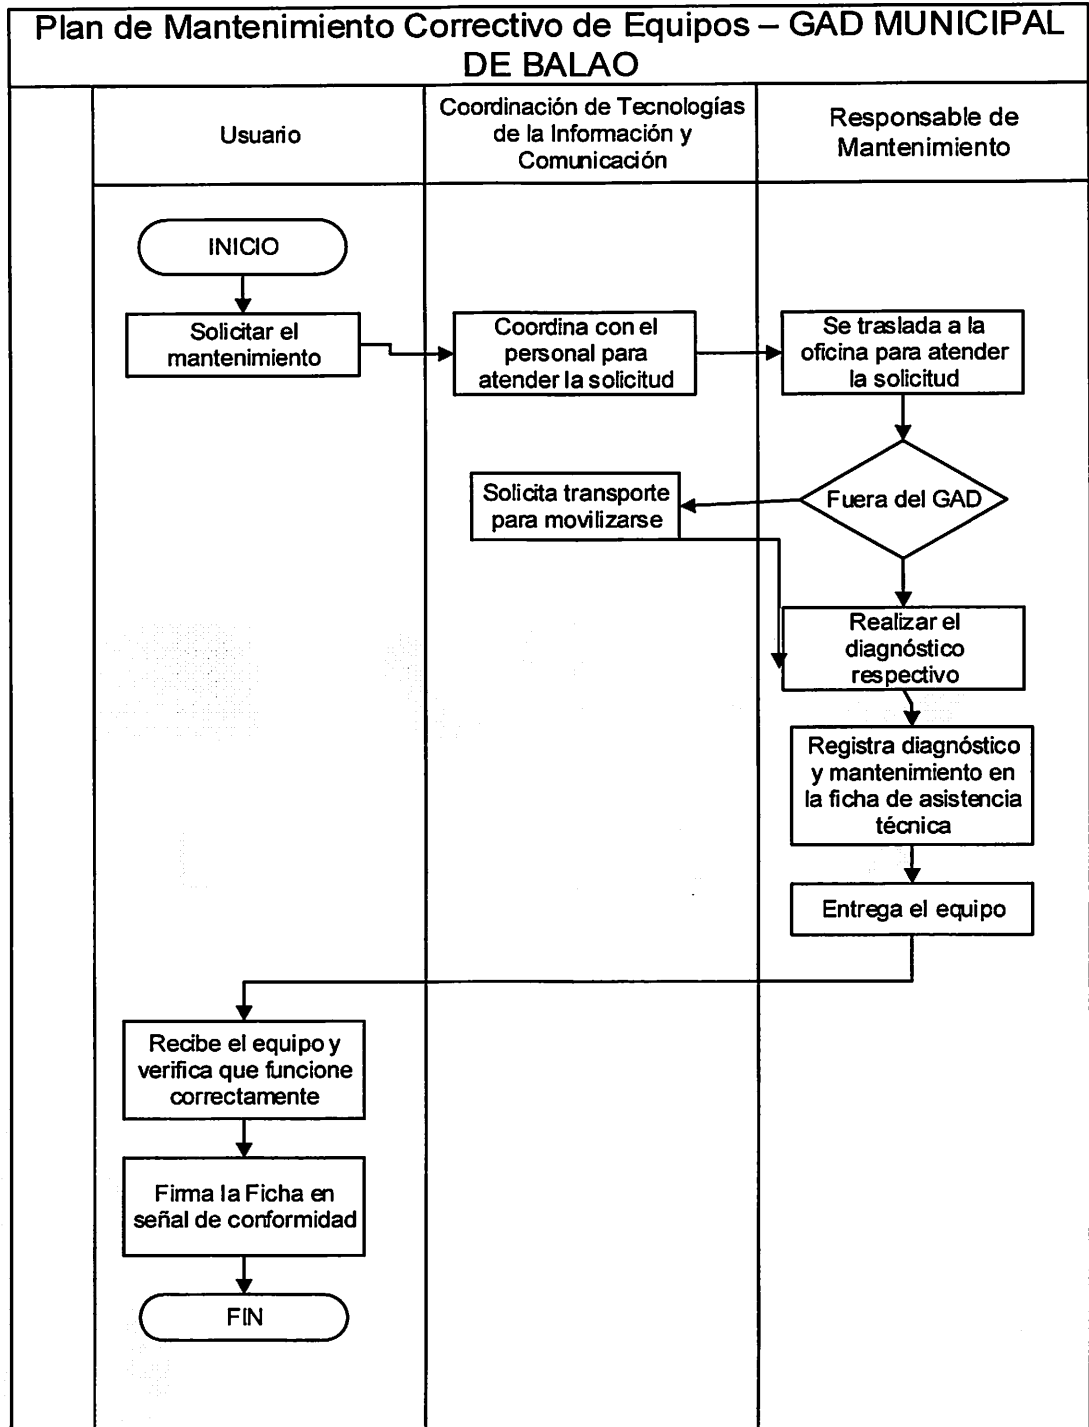 Plan de Mantenimiento Correctivo de Equipos – GAD MUNICIPAL
DE BALAO
Usuario
Coordinación de Tecnologías
de la Información y
Comunicación
Responsable de
Mantenimiento
INICIO
Solicitar el
mantenimiento
Coordina con el
personal para
atender la solicitud
Se traslada a la
oficina para atender
la solicitud
Fuera del GAD
Solicita transporte
para movilizarse
Realizar el
diagnóstico
respectivo
Registra diagnóstico
y mantenimiento en
la ficha de asistencia
técnica
Entrega el equipo
Recibe el equipo y
verifica que funcione
correctamente
Firma la Ficha en
señal de conformidad
FIN